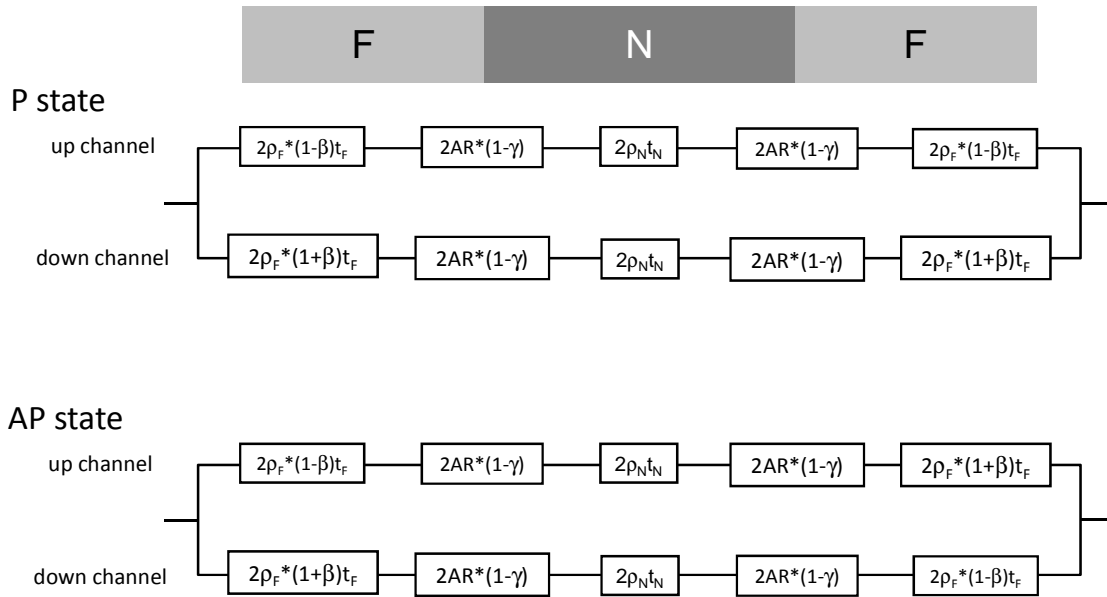 F N F
P state
up channel 2ρF*(1-β)tF 2AR*(1-γ) 2ρNtN 2AR*(1-γ) 2ρF*(1-β)tF
down channel 2ρF*(1+β)tF 2AR*(1-γ) 2ρNtN 2AR*(1-γ) 2ρF*(1+β)tF
AP state
up channel 2ρF*(1-β)tF 2AR*(1-γ) 2ρNtN 2AR*(1-γ) 2ρF*(1+β)tF
down channel 2ρF*(1+β)tF 2AR*(1-γ) 2ρNtN 2AR*(1-γ) 2ρF*(1-β)tF